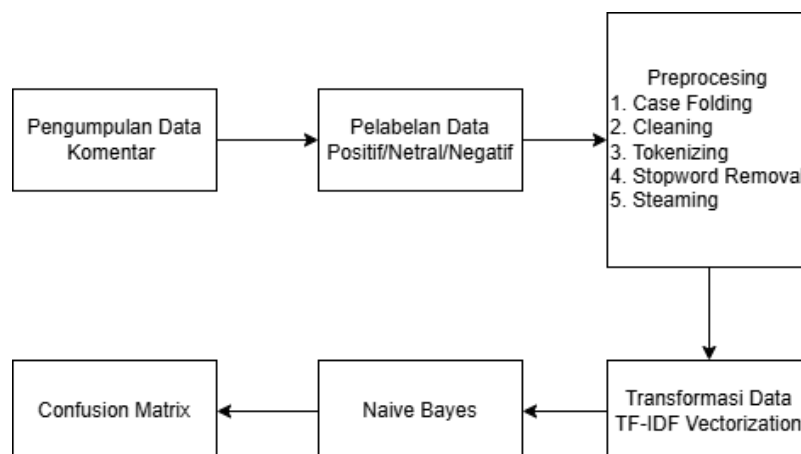 Pengumpulan Data
Komentar
Pelabelan Data
Positif/Netral/Negatif
Preprocesing
1. Case Folding
2. Cleaning
3. Tokenizing
4. Stopword Removal
5. Steaming
Transformasi Data
TF-IDF Vectorization
Naive Bayes
Confusion Matrix